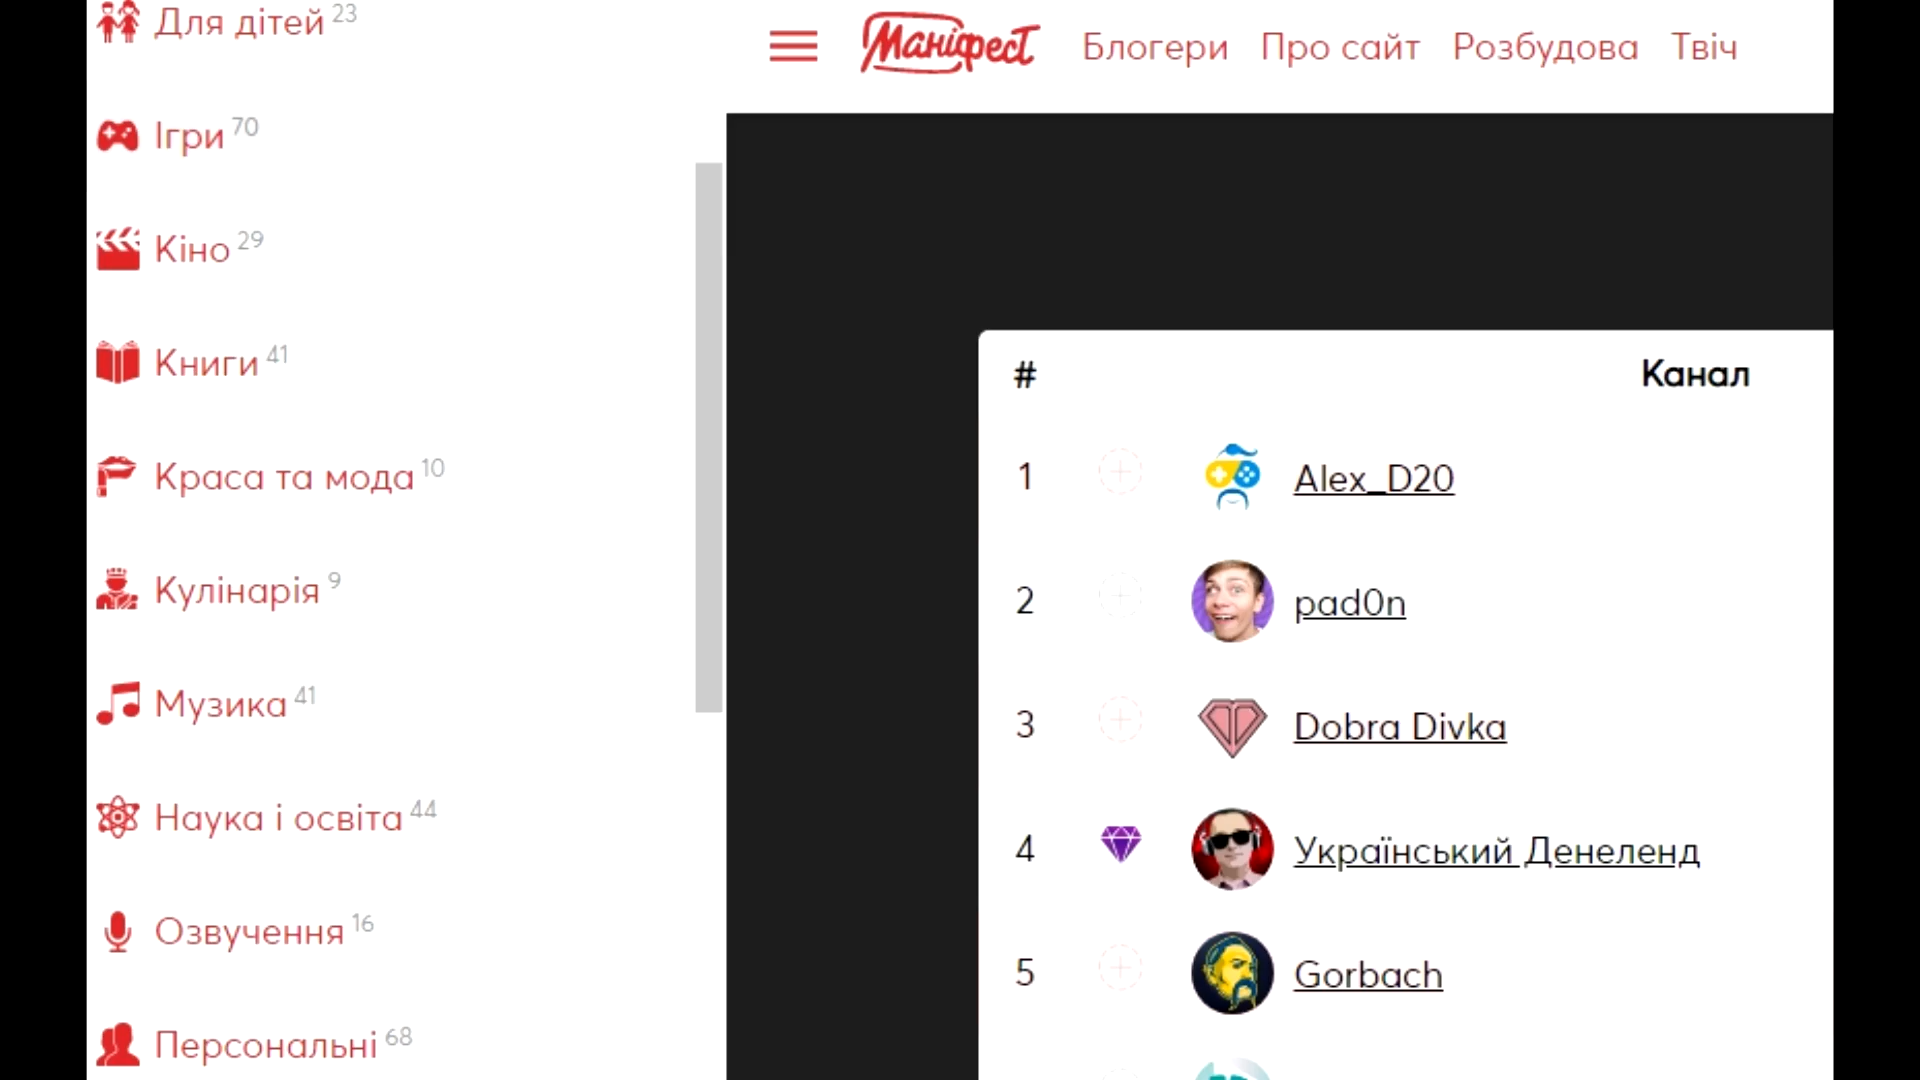 Для дітей 23
Ігри 70
Кіно 29
Книги 41
Краса та мода 10
Кулінарія 9
Музика 41
Наука і освіта 44
Озвучення 16
Персональні 68
Маніфест Блогери Про сайт Розбудова Твіч
# Канал
1 Alex_D20
2 pad0n
3 Dobra Divka
4 Український Денеленд
5 Gorbach